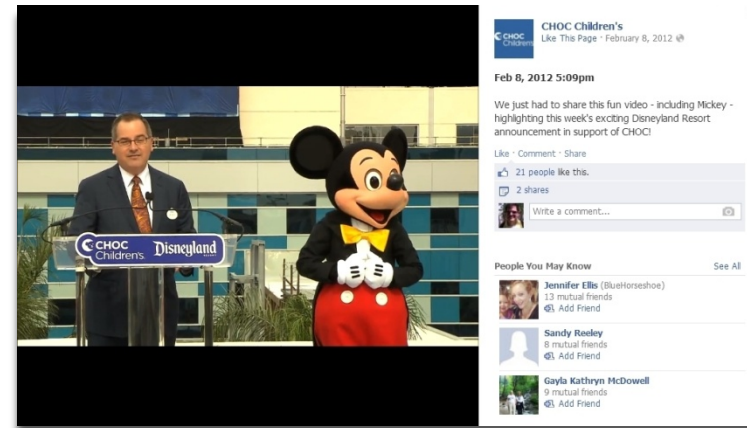 CHOC
Children's
Disneyland
RESORT
CHOC
Children's
CHOC Children's
Like This Page · February 8, 2012
Feb 8, 2012 5:09pm
We just had to share this fun video - including Mickey -
highlighting this week's exciting Disneyland Resort
announcement in support of CHOC!
Like · Comment · Share
21 people like this.
2 shares
Write a comment...
People You May Know
See All
Jennifer Ellis (BlueHorseshoe)
13 mutual friends
Add Friend
Sandy Reeley
8 mutual friends
Add Friend
Gayla Kathryn McDowell
9 mutual friends
Add Friend